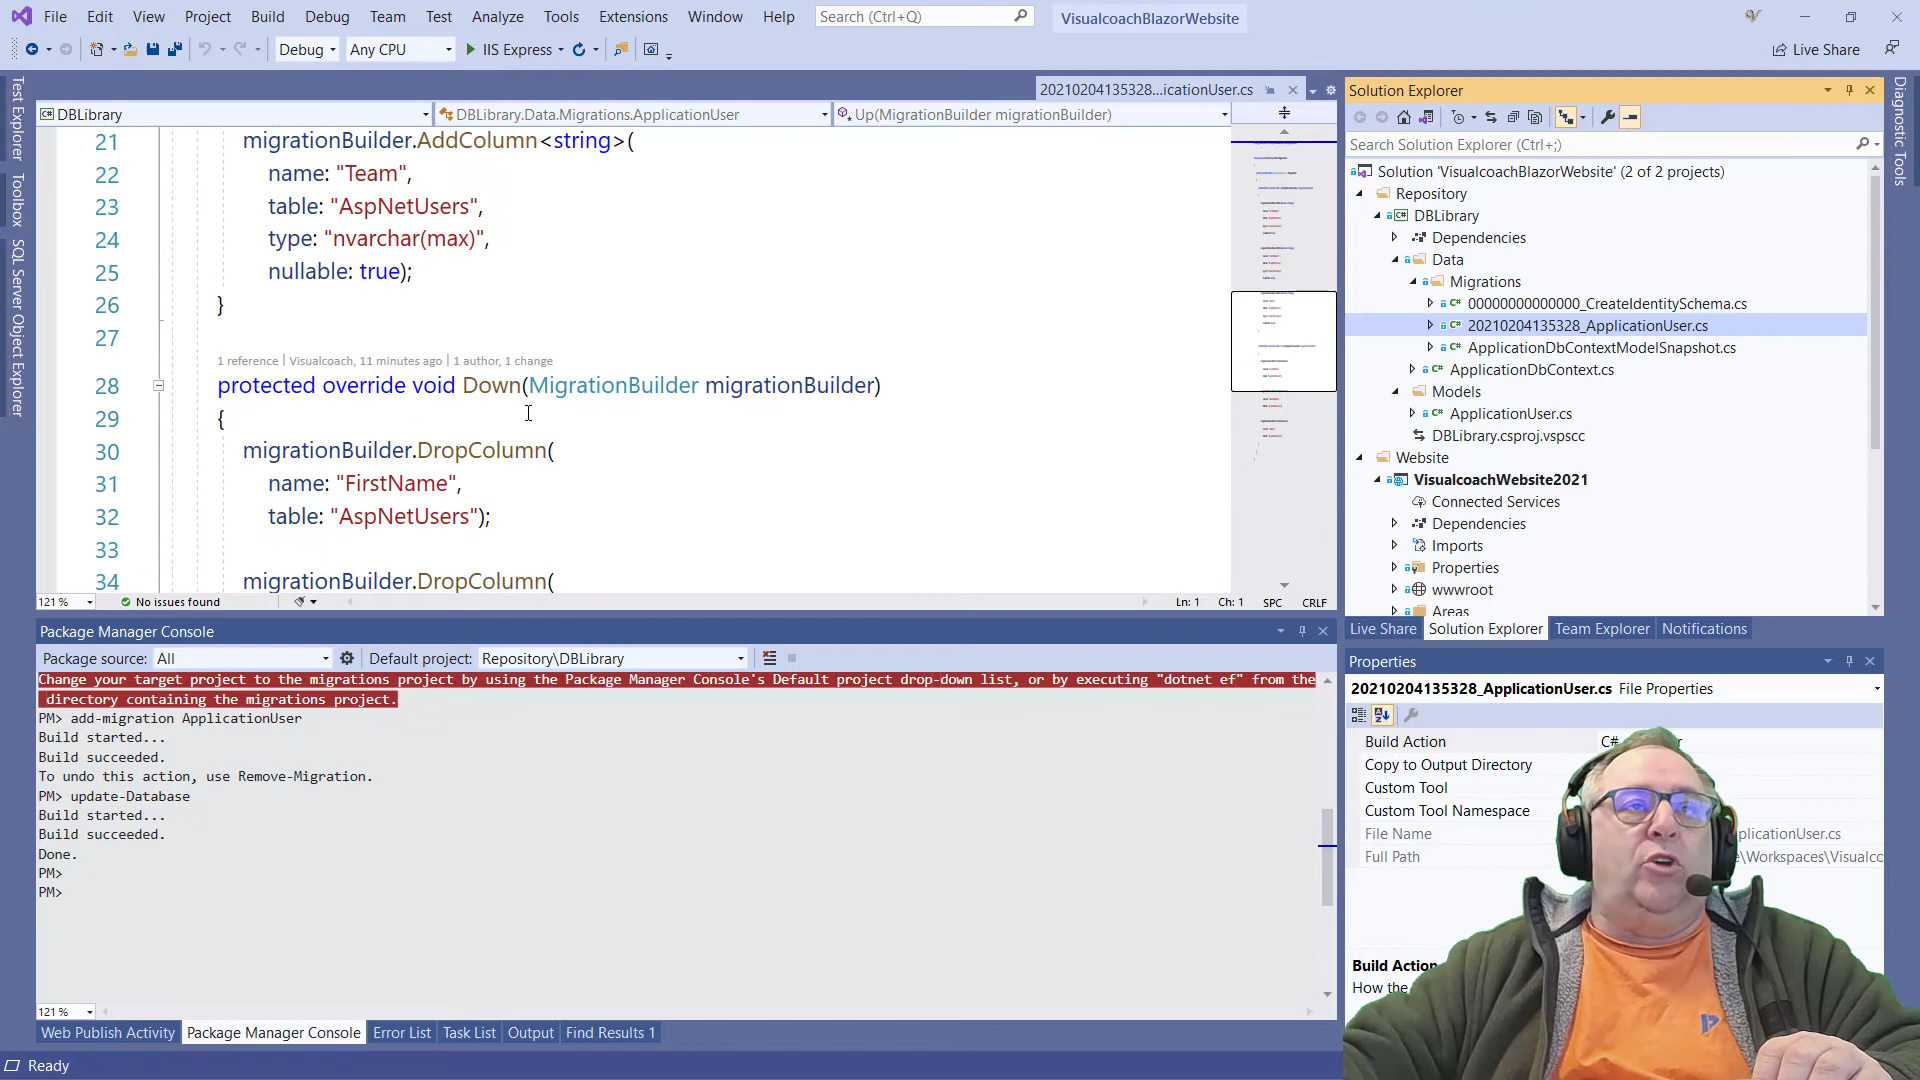 File Edit View Project Build Debug Team Test Analyze Tools Extensions Window Help Search (Ctrl+Q) VisualcoachBlazorWebsite
Debug Any CPU IIS Express Live Share
Test Explorer
Toolbox
SQL Server Object Explorer
20210204135328...icationUser.cs
DBLibrary DBLibrary.Data.Migrations.ApplicationUser Up(MigrationBuilder migrationBuilder)
21 migrationBuilder.AddColumn<string>(
22 name: "Team",
23 table: "AspNetUsers",
24 type: "nvarchar(max)",
25 nullable: true);
26 }
27
1 reference | Visualcoach, 11 minutes ago | 1 author, 1 change
28 protected override void Down(MigrationBuilder migrationBuilder)
29 {
30 migrationBuilder.DropColumn(
31 name: "FirstName",
32 table: "AspNetUsers");
33
34 migrationBuilder.DropColumn(
121 % No issues found Ln: 1 Ch: 1 SPC CRLF
Package Manager Console
Package source: All Default project: Repository\DBLibrary
Change your target project to the migrations project by using the Package Manager Console's Default project drop-down list, or by executing "dotnet ef" from the
directory containing the migrations project.
PM> add-migration ApplicationUser
Build started...
Build succeeded.
To undo this action, use Remove-Migration.
PM> update-Database
Build started...
Build succeeded.
Done.
PM>
PM>
121 %
Web Publish Activity Package Manager Console Error List Task List Output Find Results 1
Ready
Solution Explorer
Search Solution Explorer (Ctrl+;)
Solution 'VisualcoachBlazorWebsite' (2 of 2 projects)
Repository
DBLibrary
Dependencies
Data
Migrations
00000000000000_CreateIdentitySchema.cs
20210204135328_ApplicationUser.cs
ApplicationDbContextModelSnapshot.cs
ApplicationDbContext.cs
Models
ApplicationUser.cs
DBLibrary.csproj.vspscc
Website
VisualcoachWebsite2021
Connected Services
Dependencies
Imports
Properties
wwwroot
Areas
Live Share Solution Explorer Team Explorer Notifications
Properties
20210204135328_ApplicationUser.cs File Properties
Build Action C#
Copy to Output Directory
Custom Tool
Custom Tool Namespace
File Name plicationUser.cs
Full Path e\Workspaces\Visualco
Build Action
How the
Diagnostic Tools